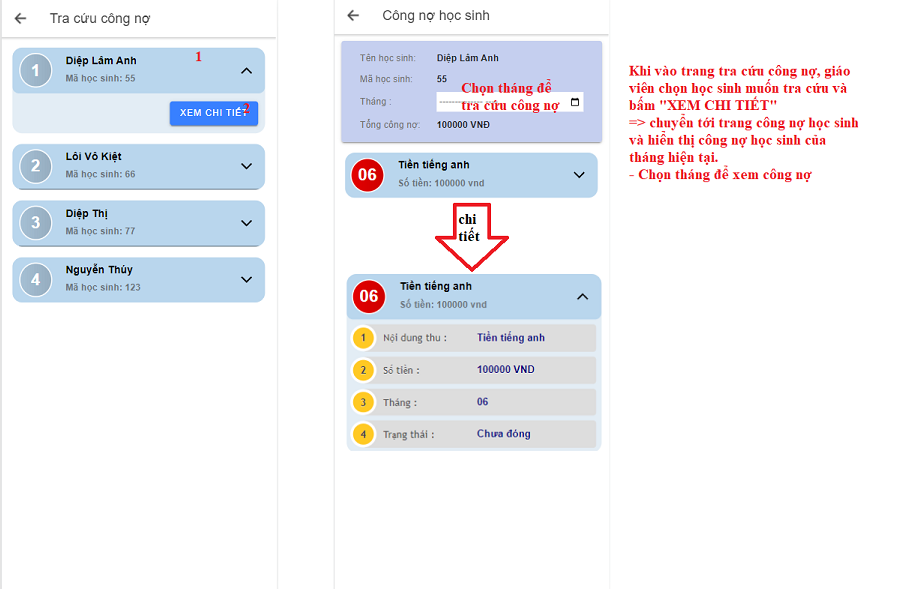 Tra cứu công nợ
1
Diệp Lâm Anh
Mã học sinh: 55
1
XEM CHI TIẾT
2
2
Lôi Vô Kiệt
Mã học sinh: 66
3
Diệp Thị
Mã học sinh: 77
4
Nguyễn Thúy
Mã học sinh: 123
Công nợ học sinh
Tên học sinh: Diệp Lâm Anh
Mã học sinh: 55
Tháng :
Chọn tháng để
tra cứu công nợ
Tổng công nợ: 100000 VNĐ
06
Tiền tiếng anh
Số tiền: 100000 vnd
chi
tiết
06
Tiền tiếng anh
Số tiền: 100000 vnd
1 Nội dung thu : Tiền tiếng anh
2 Số tiền : 100000 VND
3 Tháng : 06
4 Trạng thái : Chưa đóng
Khi vào trang tra cứu công nợ, giáo
viên chọn học sinh muốn tra cứu và
bấm "XEM CHI TIẾT"
=> chuyển tới trang công nợ học sinh
và hiển thị công nợ học sinh của
tháng hiện tại.
- Chọn tháng để xem công nợ